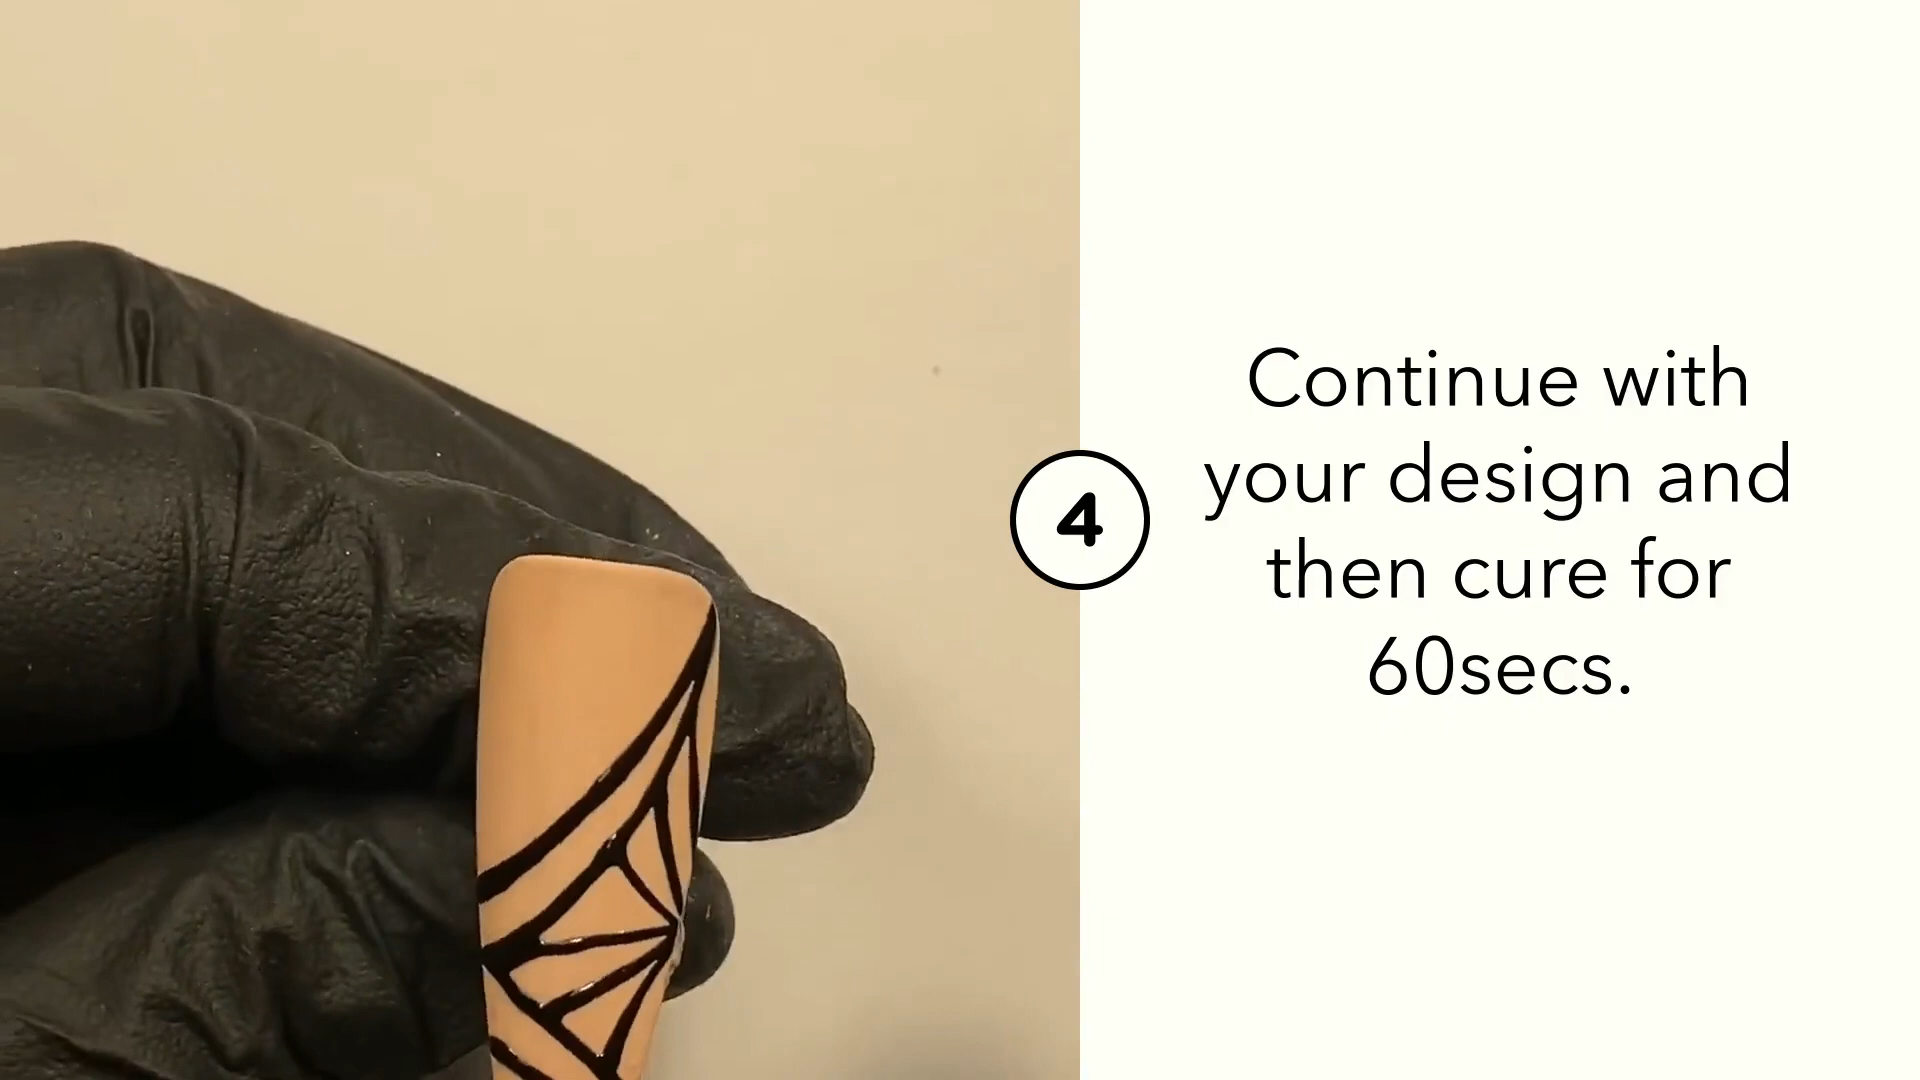 4
Continue with
your design and
then cure for
60secs.